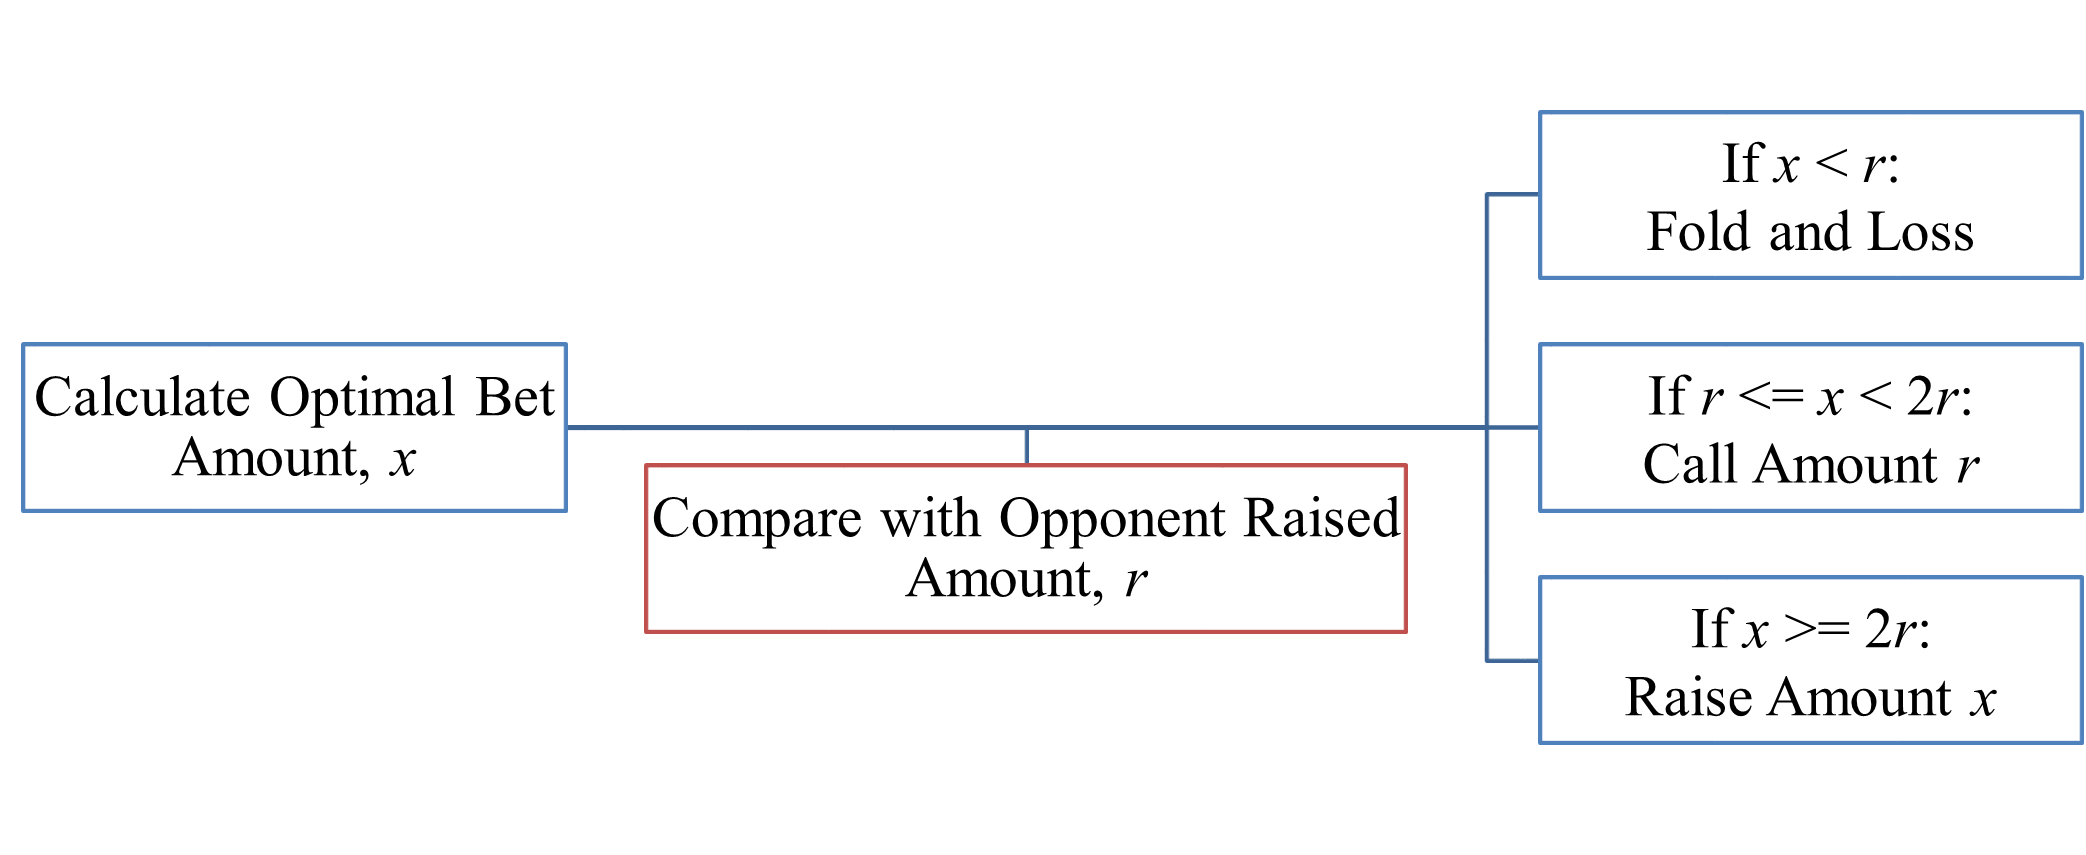 Calculate Optimal Bet
Amount, x
Compare with Opponent Raised
Amount, r
If x < r:
Fold and Loss
If r <= x < 2r:
Call Amount r
If x >= 2r:
Raise Amount x